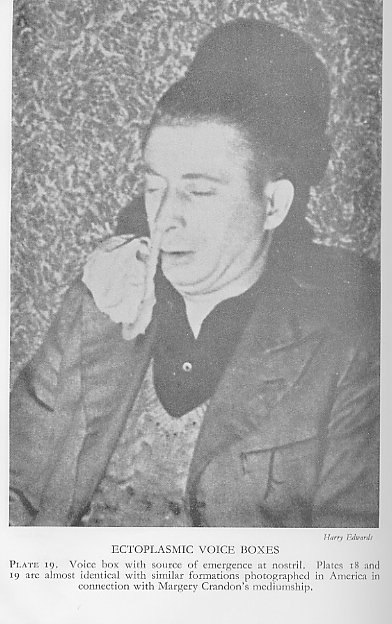 Harry Edwards
ECTOPLASMIC VOICE BOXES
PLATE 19. Voice box with source of emergence at nostril. Plates 18 and
19 are almost identical with similar formations photographed in America in
connection with Margery Crandon's mediumship.